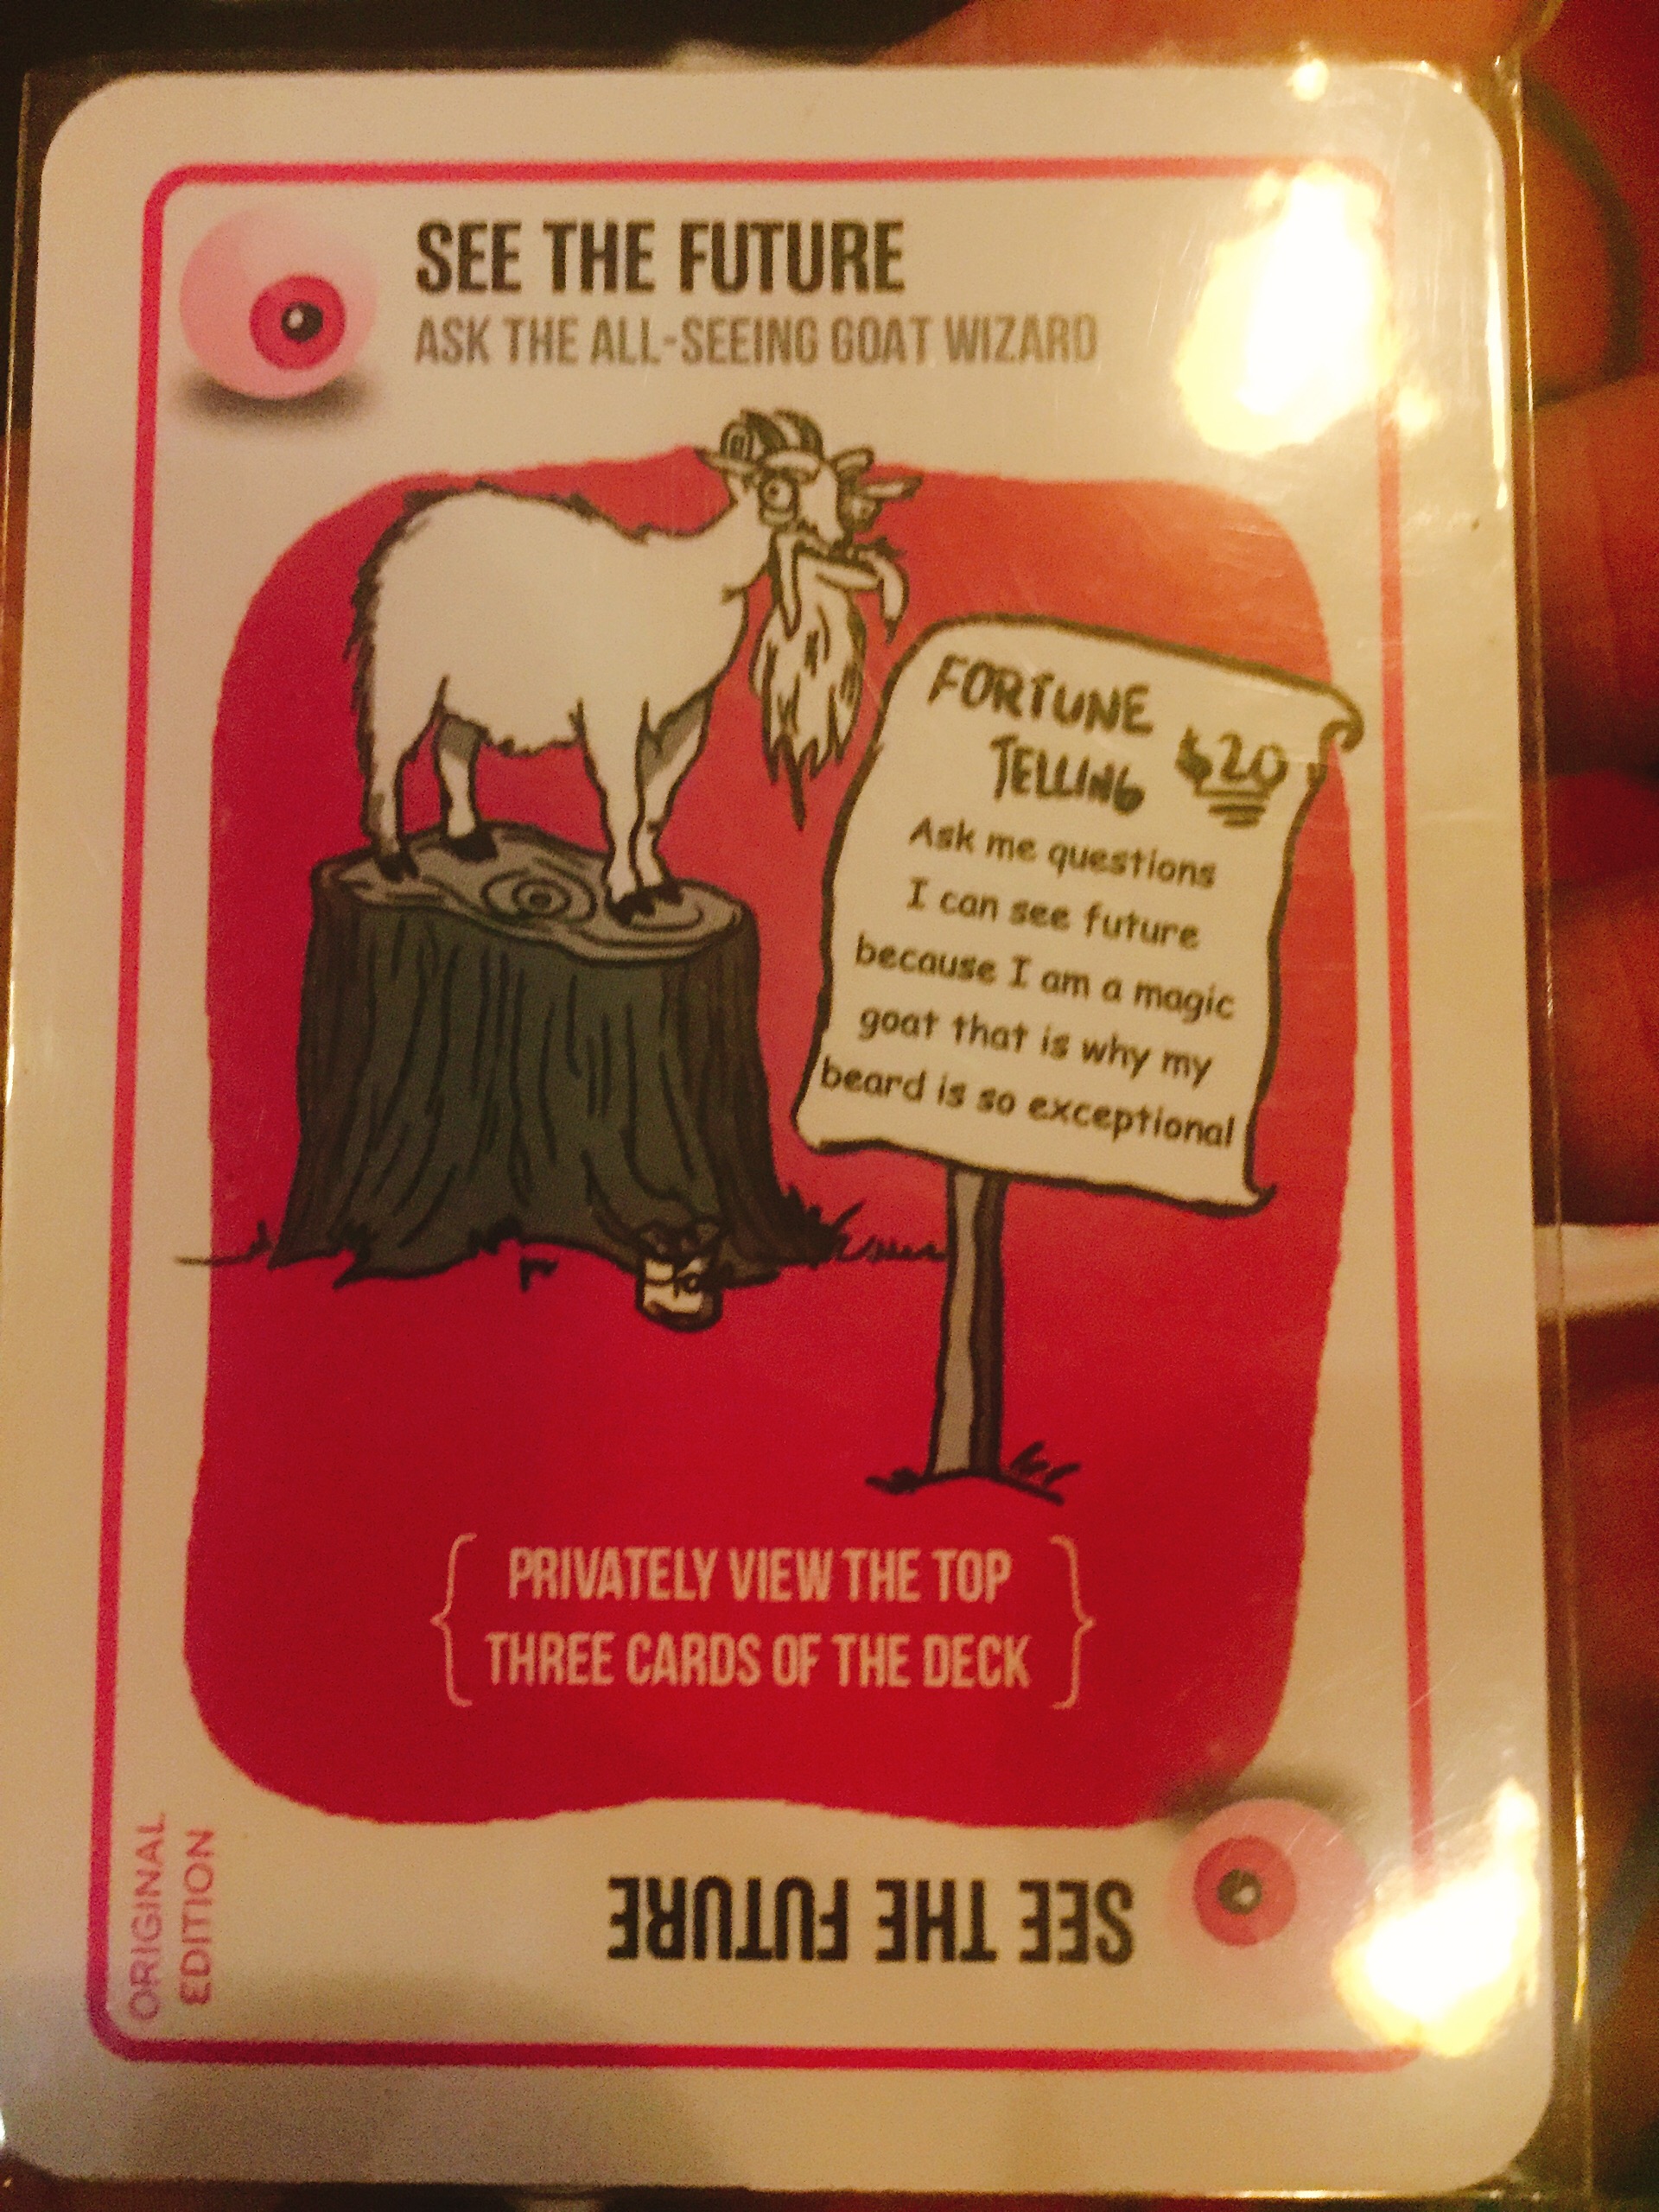 SEE THE FUTURE
ASK THE ALL-SEEING GOAT WIZARD
FORTUNE
TELLING
$20
Ask me questions
I can see future
because I am a magic
goat that is why my
beard is so exceptional
PRIVATELY VIEW THE TOP
THREE CARDS OF THE DECK
ORIGINAL
EDITION
SEE THE FUTURE